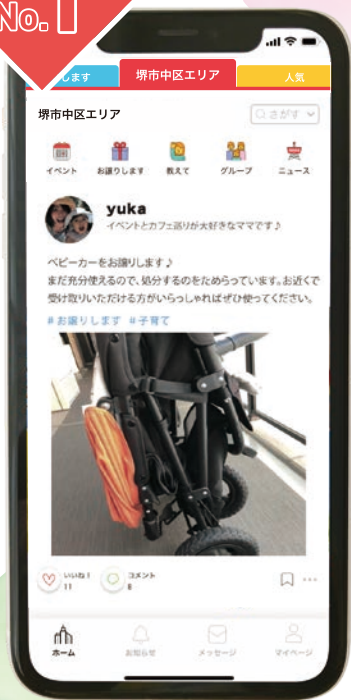 No.1
します
堺市中区エリア
人気
堺市中区エリア
さがす
イベント
お譲りします
教えて
グループ
ニュース
yuka
イベントとカフェ巡りが大好きなママです♪
ベビーカーをお譲りします♪
まだ充分使えるので、処分するのをためらっています。お近くで
受け取りいただける方がいらっしゃればぜひ使ってください。
#お譲りします #子育て
いいね!
11
コメント
8
ホーム
お知らせ
メッセージ
マイページ